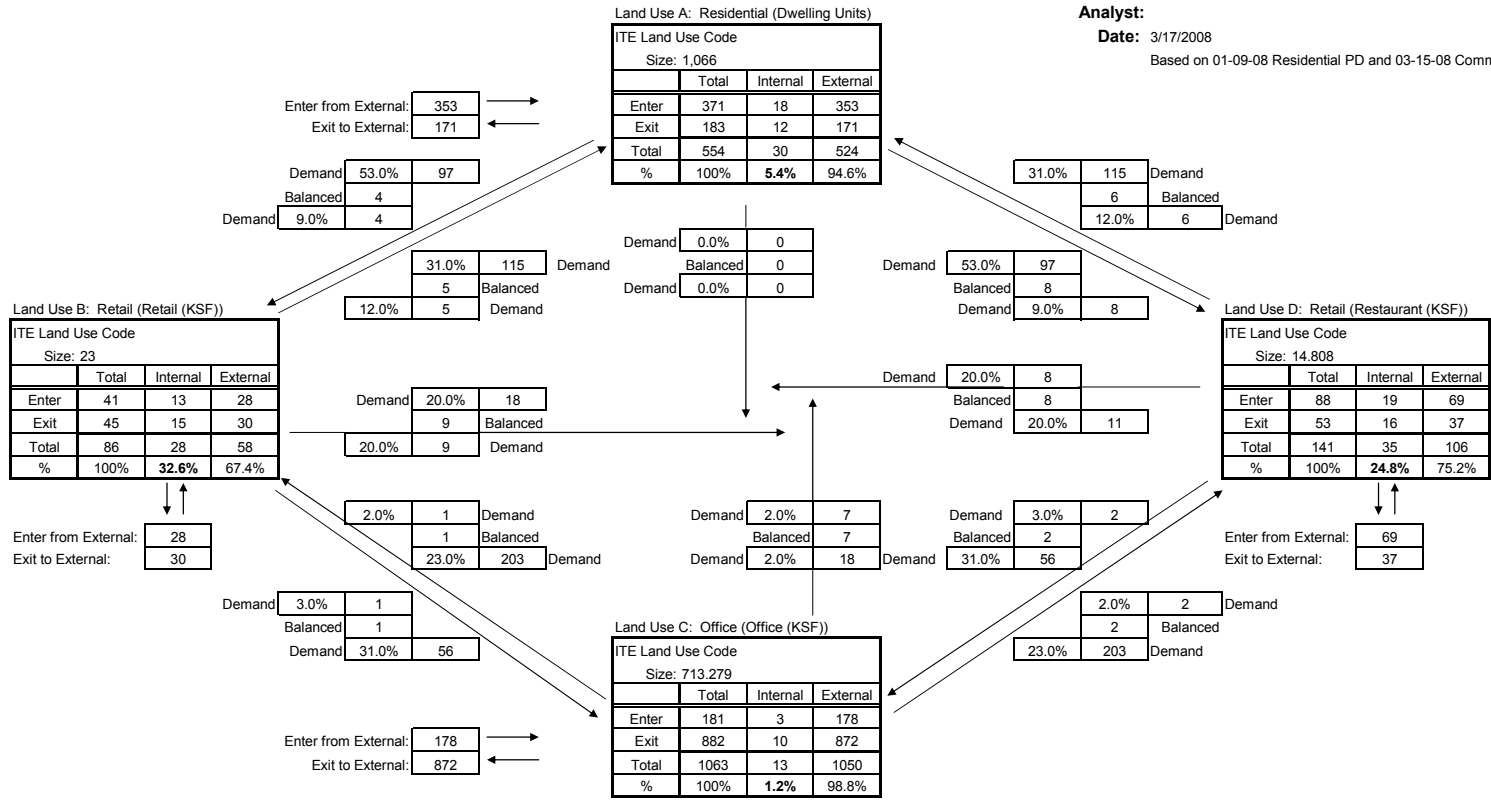 Land Use A: Residential (Dwelling Units)
Analyst:
Date: 3/17/2008
Based on 01-09-08 Residential PD and 03-15-08 Comm
ITE Land Use Code
Size: 1,066
Total Internal External
Enter 371 18 353
Exit 183 12 171
Total 554 30 524
% 100% 5.4% 94.6%
Enter from External: 353
Exit to External: 171
Demand 53.0% 97
Balanced 4
Demand 9.0% 4
31.0% 115 Demand
6 Balanced
12.0% 6 Demand
Demand 0.0% 0
Balanced 0
Demand 0.0% 0
31.0% 115 Demand
5 Balanced
12.0% 5 Demand
Demand 53.0% 97
Balanced 8
Demand 9.0% 8
Land Use B: Retail (Retail (KSF))
ITE Land Use Code
Size: 23
Total Internal External
Enter 41 13 28
Exit 45 15 30
Total 86 28 58
% 100% 32.6% 67.4%
Enter from External: 28
Exit to External: 30
Land Use D: Retail (Restaurant (KSF))
ITE Land Use Code
Size: 14.808
Total Internal External
Enter 88 19 69
Exit 53 16 37
Total 141 35 106
% 100% 24.8% 75.2%
Enter from External: 69
Exit to External: 37
Demand 20.0% 18
9 Balanced
20.0% 9 Demand
Demand 20.0% 8
Balanced 8
Demand 20.0% 11
2.0% 1 Demand
1 Balanced
23.0% 203 Demand
Demand 2.0% 7
Balanced 7
Demand 2.0% 18
Demand 3.0% 2
Balanced 2
Demand 31.0% 56
Demand 3.0% 1
Balanced 1
Demand 31.0% 56
2.0% 2 Demand
2 Balanced
23.0% 203 Demand
Land Use C: Office (Office (KSF))
ITE Land Use Code
Size: 713.279
Total Internal External
Enter 181 3 178
Exit 882 10 872
Total 1063 13 1050
% 100% 1.2% 98.8%
Enter from External: 178
Exit to External: 872